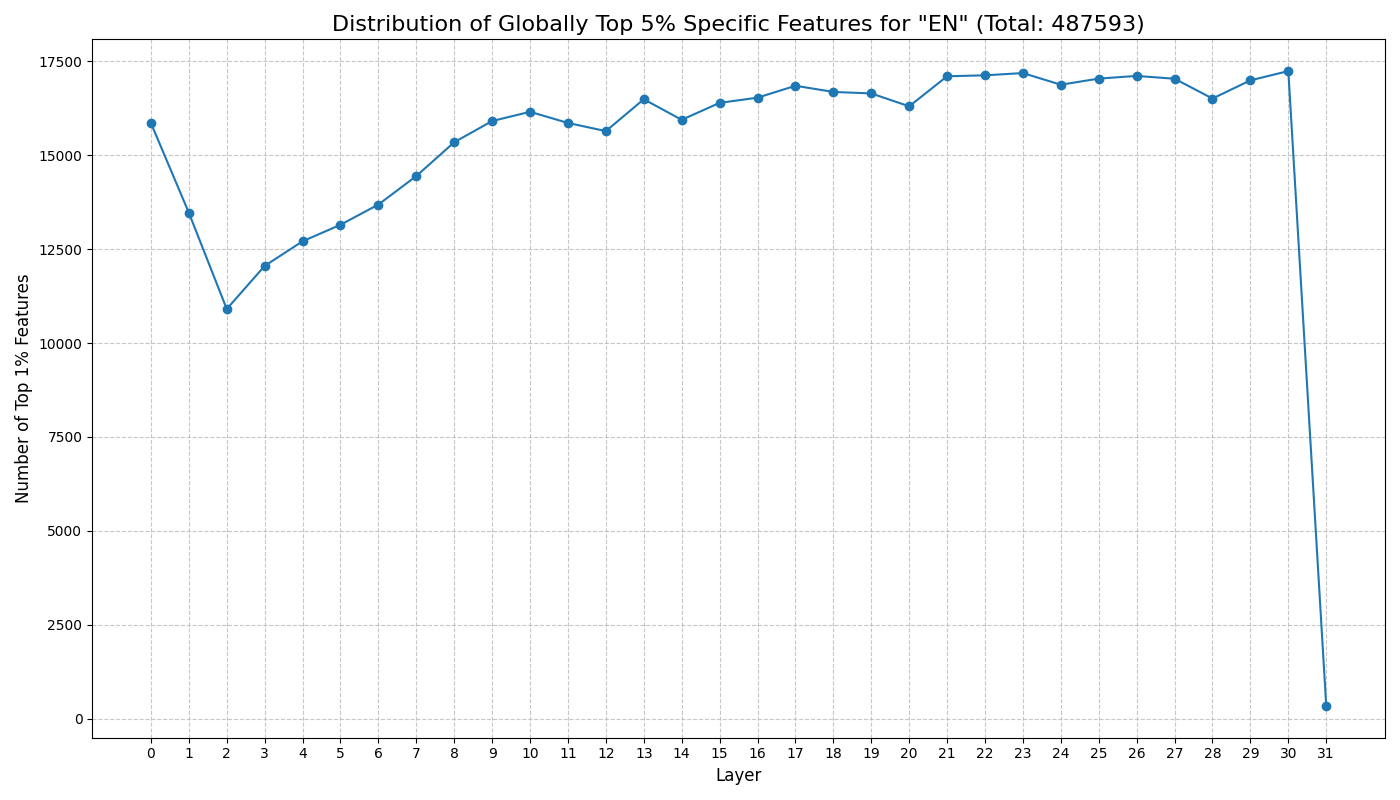 Distribution of Globally Top 5% Specific Features for "EN" (Total: 487593)
Number of Top 1% Features
17500
15000
12500
10000
7500
5000
2500
0
0 1 2 3 4 5 6 7 8 9 10 11 12 13 14 15 16 17 18 19 20 21 22 23 24 25 26 27 28 29 30 31
Layer